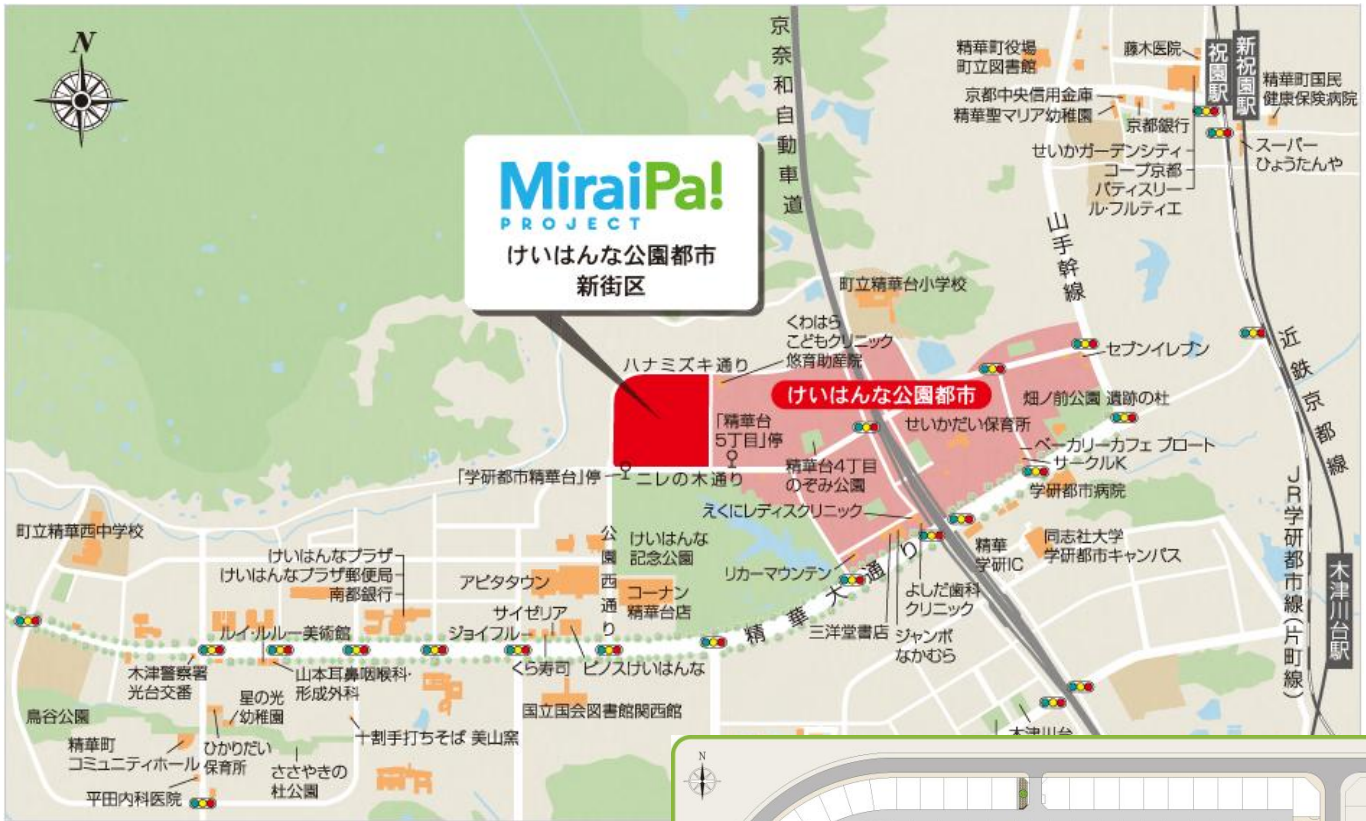 N
京奈和自動車道
精華町役場
町立図書館
藤木医院
祝園駅
新祝園駅
精華町国民
健康保険病院
京都中央信用金庫
精華聖マリア幼稚園
京都銀行
せいかガーデンシティ
コープ京都
パティスリー
ル・フルティエ
スーパー
ひょうたんや
MiraiPa!
PROJECT
けいはんな公園都市
新街区
山手幹線
町立精華台小学校
くわはら
こどもクリニック
悠育助産院
ハナミズキ通り
セブンイレブン
近鉄京都線
けいはんな公園都市
畑ノ前公園 遺跡の杜
「精華台
5丁目」停
せいかだい保育所
ベーカリーカフェ ブロート
サークルK
精華台4丁目
のぞみ公園
「学研都市精華台」停
ニレの木通り
学研都市病院
えくにレディスクリニック
JR学研都市線(片町線)
町立精華西中学校
公園西通り
けいはんな
記念公園
精華
学研IC
同志社大学
学研都市キャンパス
けいはんなプラザ
けいはんなプラザ郵便局
南都銀行
アピタタウン
コーナン
精華台店
リカーマウンテン
よしだ歯科
クリニック
木津川台駅
サイゼリア
ルイ・ルルー美術館
ジョイフル
精華大通り
三洋堂書店
ジャンボ
なかむら
木津警察署
光台交番
山本耳鼻咽喉科・
形成外科
くら寿司
ピノスけいはんな
星の光
幼稚園
国立国会図書館関西館
鳥谷公園
精華町
コミュニティホール
ひかりだい
保育所
ささやきの
杜公園
十割手打ちそば 美山窯
木津川台
平田内科医院
N